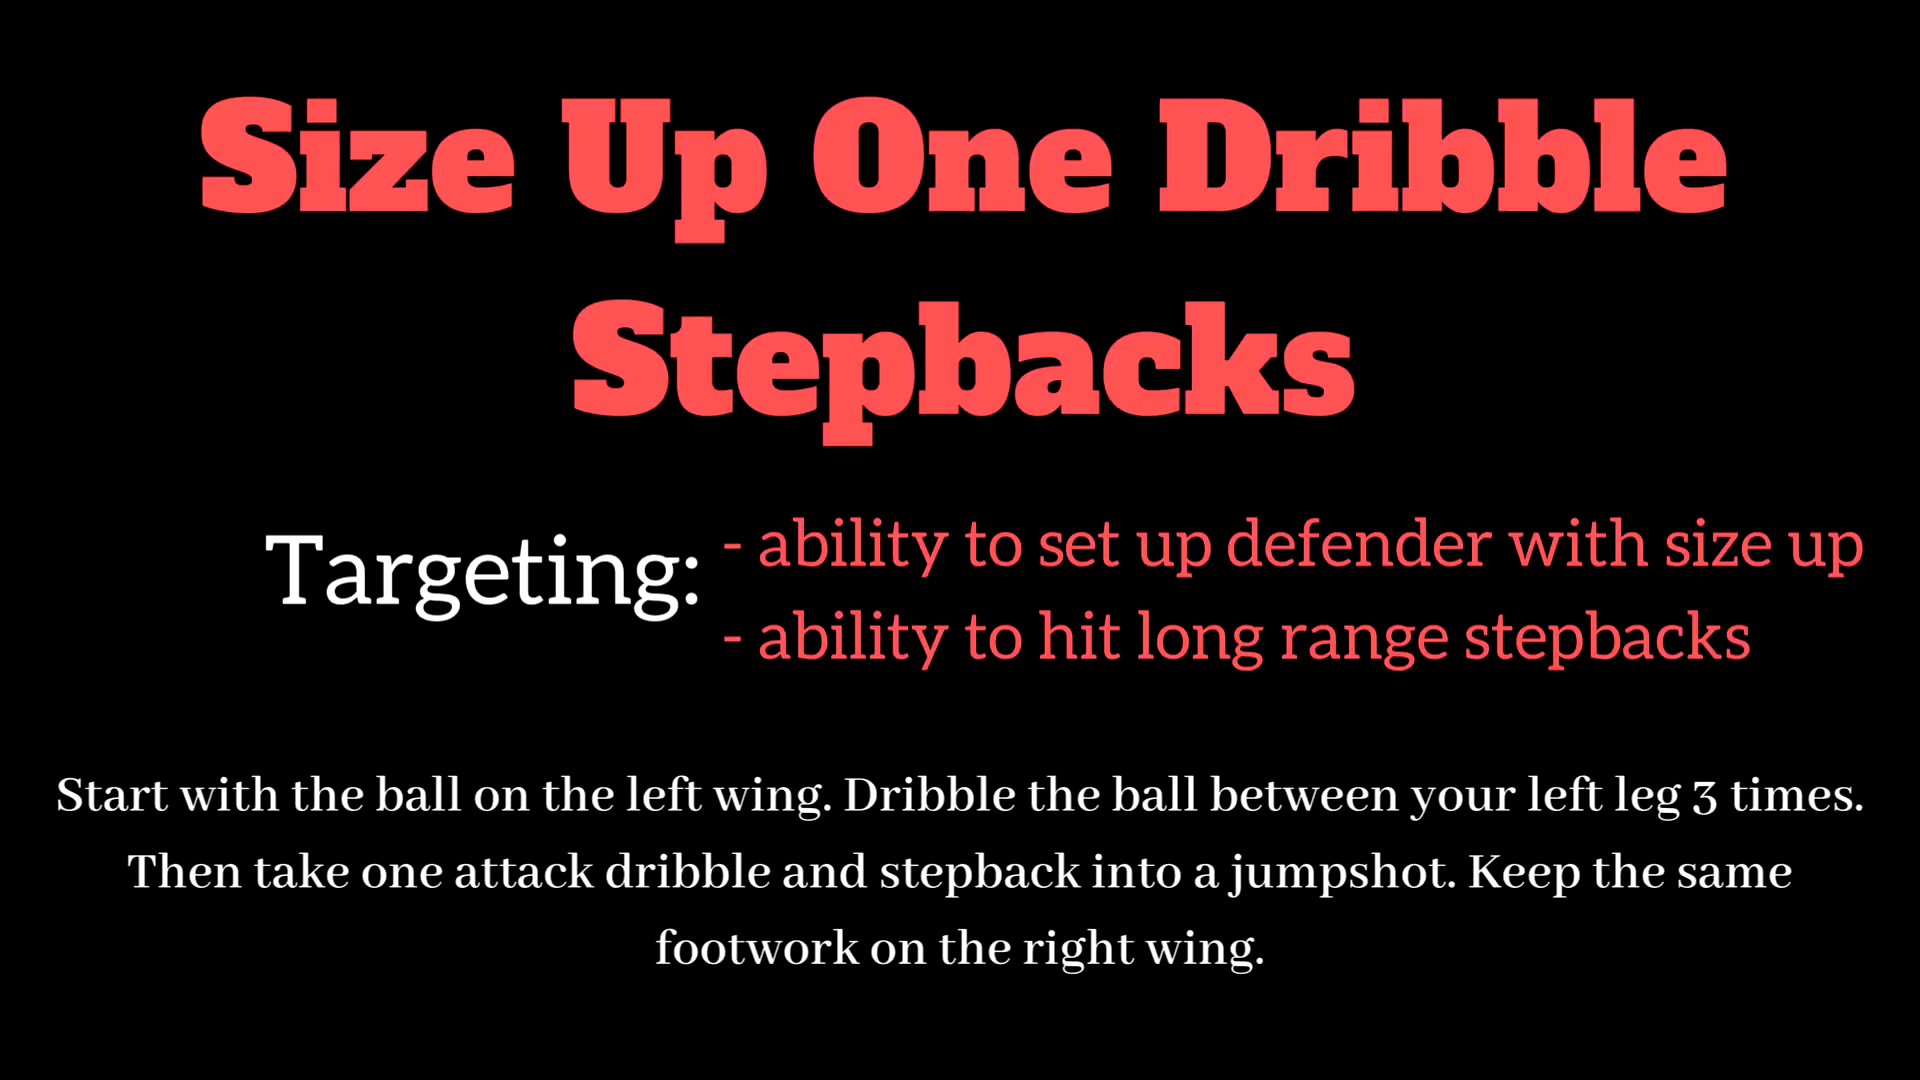 Size Up One Dribble
Stepbacks
Targeting:
- ability to set up defender with size up
- ability to hit long range stepbacks
Start with the ball on the left wing. Dribble the ball between your left leg 3 times.
Then take one attack dribble and stepback into a jumpshot. Keep the same
footwork on the right wing.